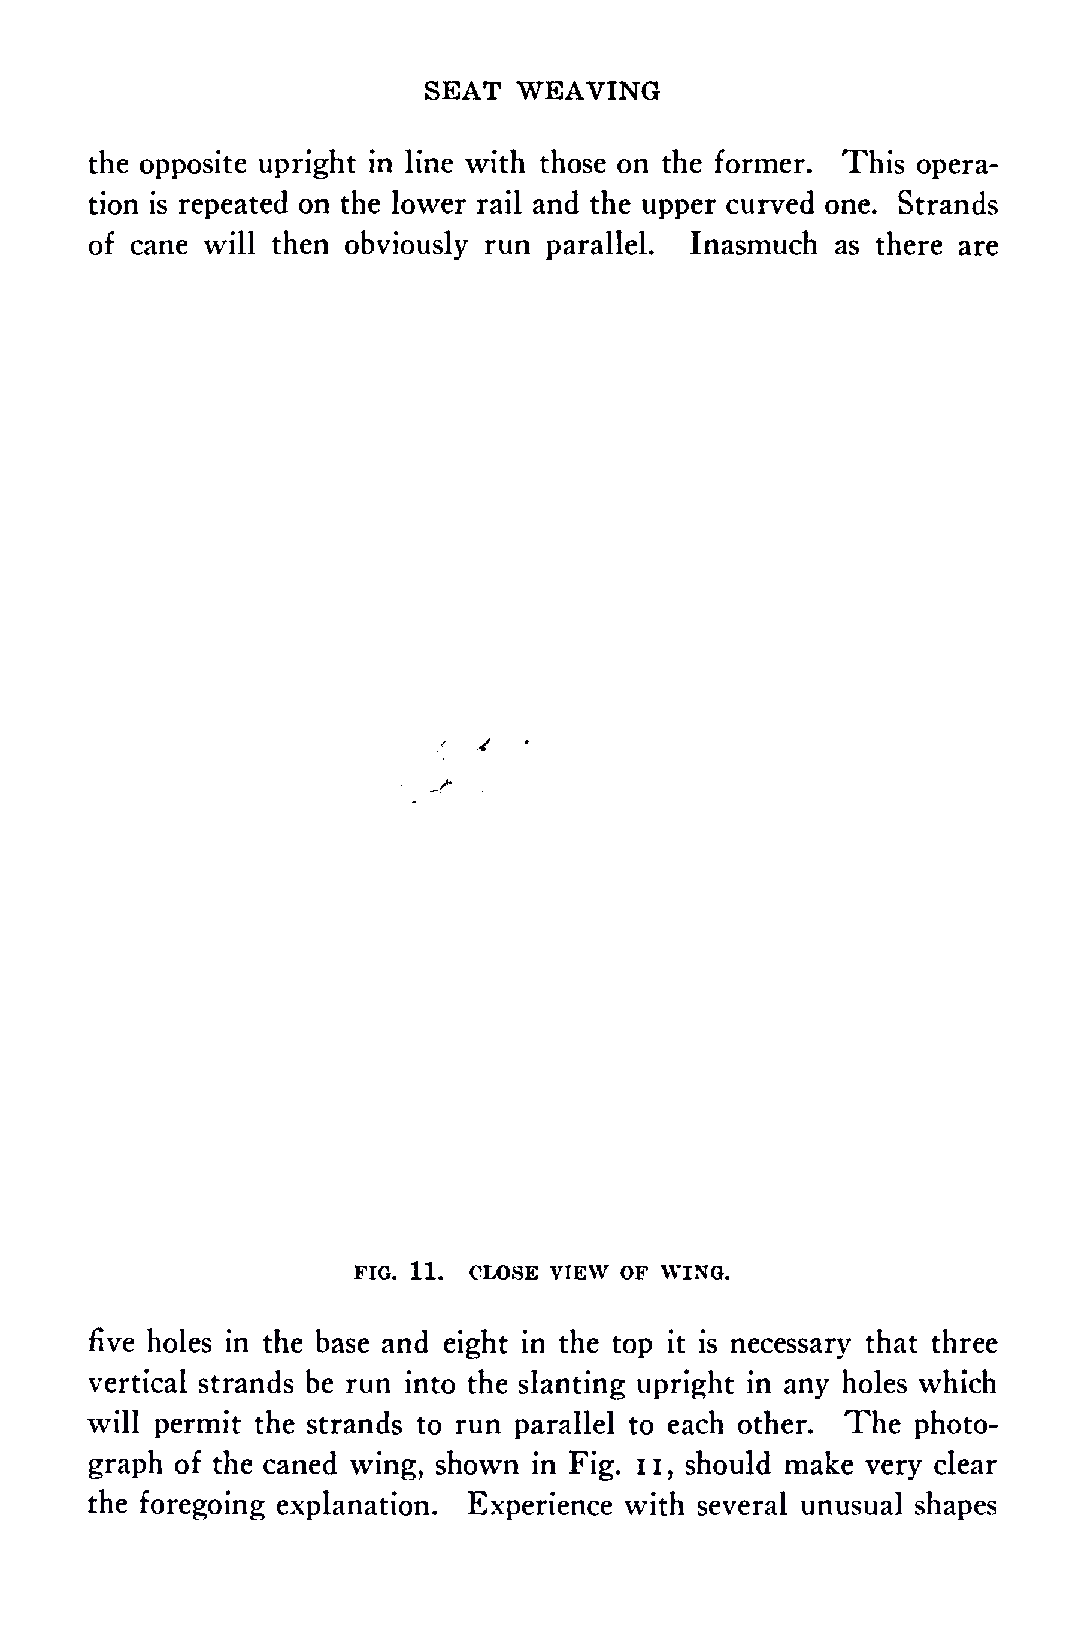 SEAT WEAVING
the opposite upright in line with those on the former. This opera-
tion is repeated on the lower rail and the upper curved one. Strands
of cane will then obviously run parallel. Inasmuch as there are
FIG. 11. CLOSE VIEW OF WING.
five holes in the base and eight in the top it is necessary that three
vertical strands be run into the slanting upright in any holes which
will permit the strands to run parallel to each other. The photo-
graph of the caned wing, shown in Fig. 11, should make very clear
the foregoing explanation. Experience with several unusual shapes